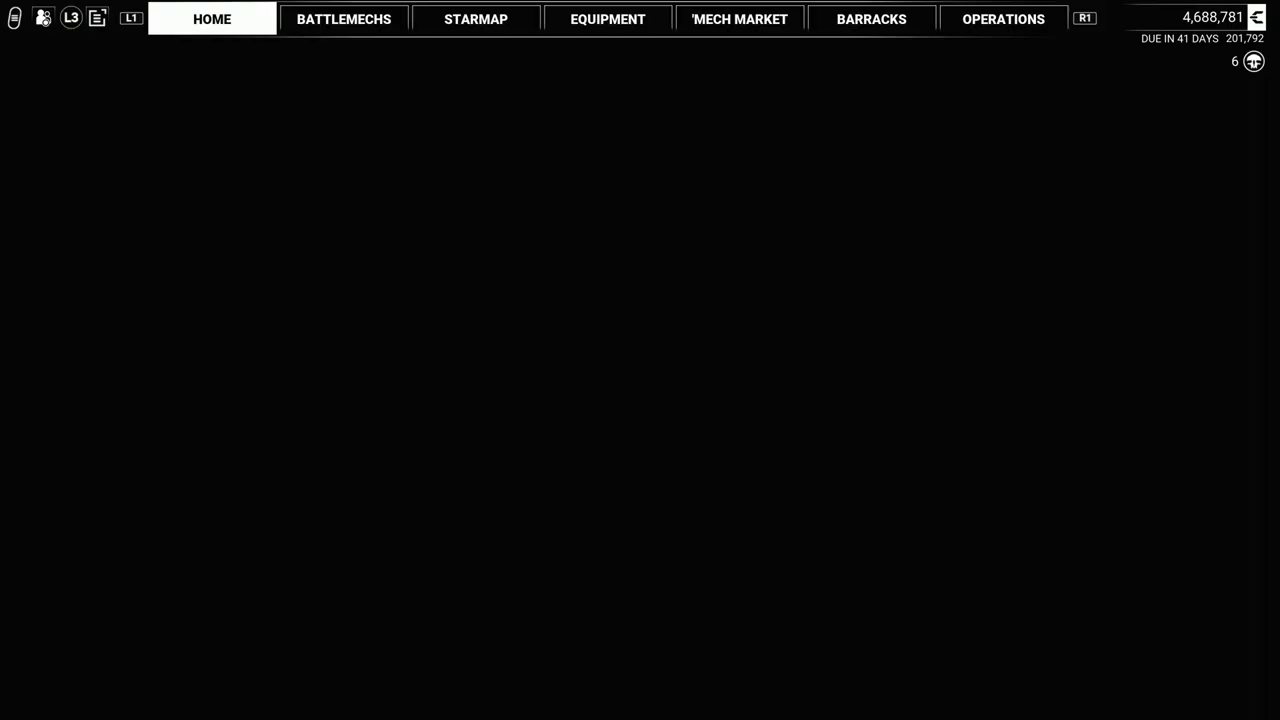 L3 L1 HOME BATTLEMECHS STARMAP EQUIPMENT 'MECH MARKET BARRACKS OPERATIONS R1 4,688,781
DUE IN 41 DAYS 201,792
6